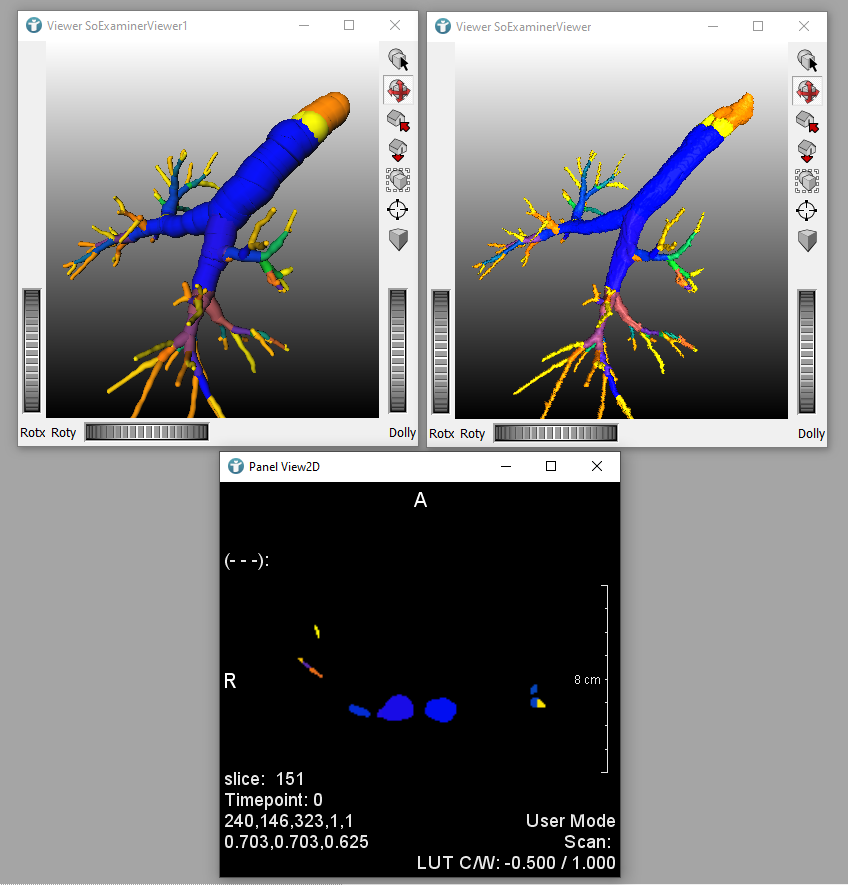 Viewer SoExaminerViewer1
Viewer SoExaminerViewer
Rotx Roty Dolly
Rotx Roty Dolly
Panel View2D
A
(- - -):
R
8 cm
slice: 151
Timepoint: 0
240,146,323,1,1
User Mode
0.703,0.703,0.625
Scan:
LUT C/W: -0.500 / 1.000